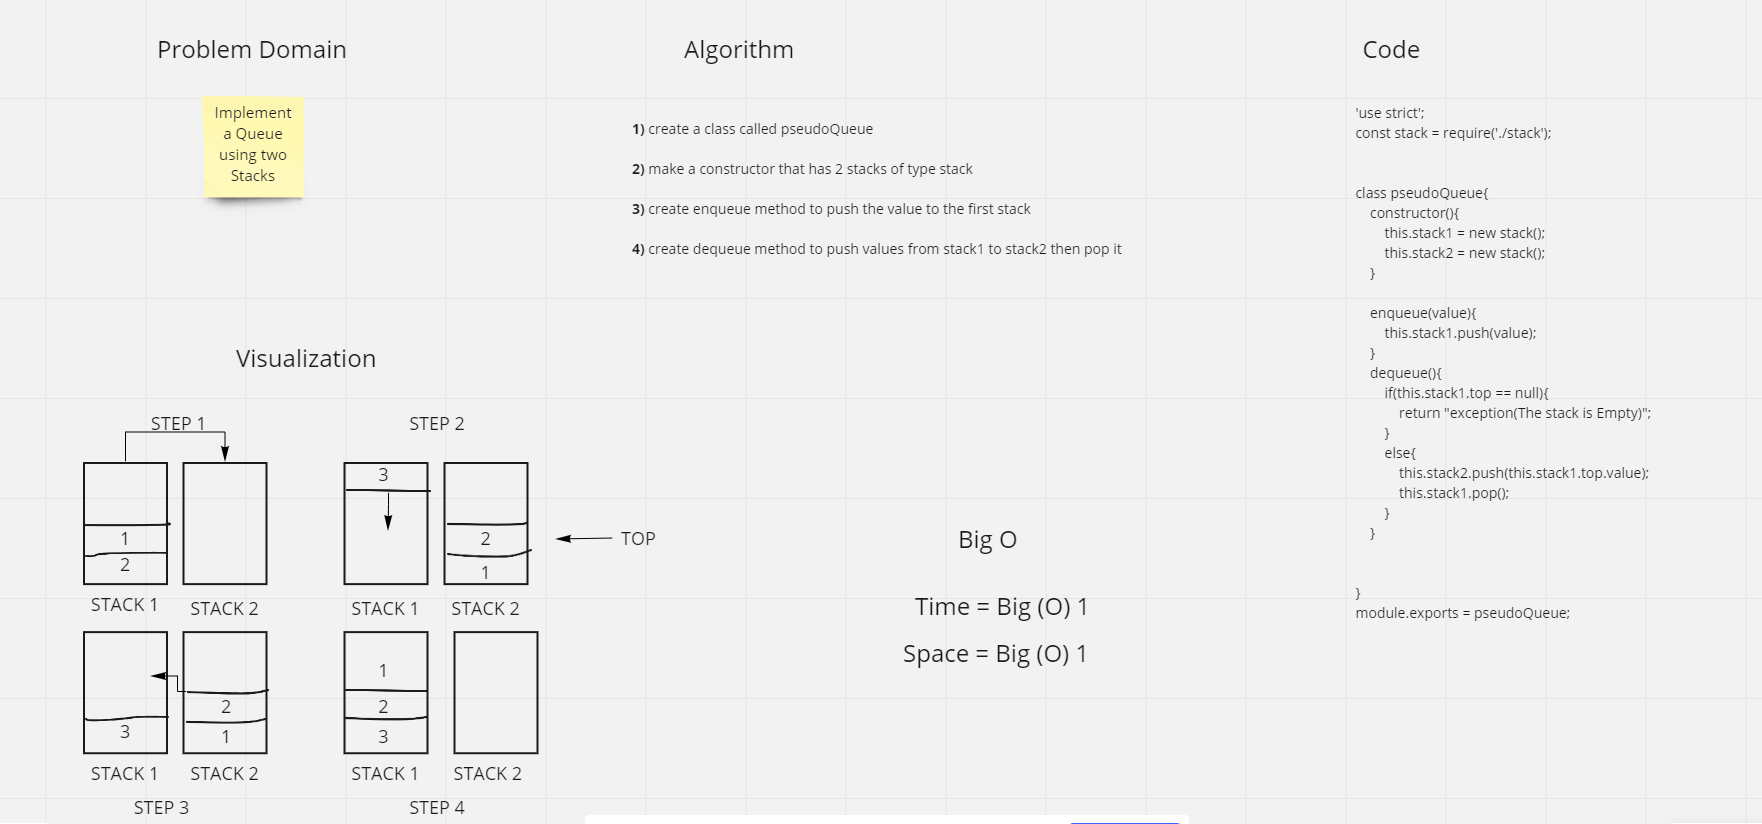 Problem Domain
Implement
a Queue
using two
Stacks
Algorithm
1) create a class called pseudoQueue
2) make a constructor that has 2 stacks of type stack
3) create enqueue method to push the value to the first stack
4) create dequeue method to push values from stack1 to stack2 then pop it
Visualization
STEP 1
STEP 2
1
2
3
2
1
TOP
STACK 1
STACK 2
STACK 1
STACK 2
3
2
1
1
2
3
STACK 1
STACK 2
STACK 1
STACK 2
STEP 3
STEP 4
Big O
Time = Big (O) 1
Space = Big (O) 1
Code
'use strict';
const stack = require('./stack');
class pseudoQueue{
constructor(){
this.stack1 = new stack();
this.stack2 = new stack();
}
enqueue(value){
this.stack1.push(value);
}
dequeue(){
if(this.stack1.top == null){
return "exception(The stack is Empty)";
}
else{
this.stack2.push(this.stack1.top.value);
this.stack1.pop();
}
}
}
module.exports = pseudoQueue;